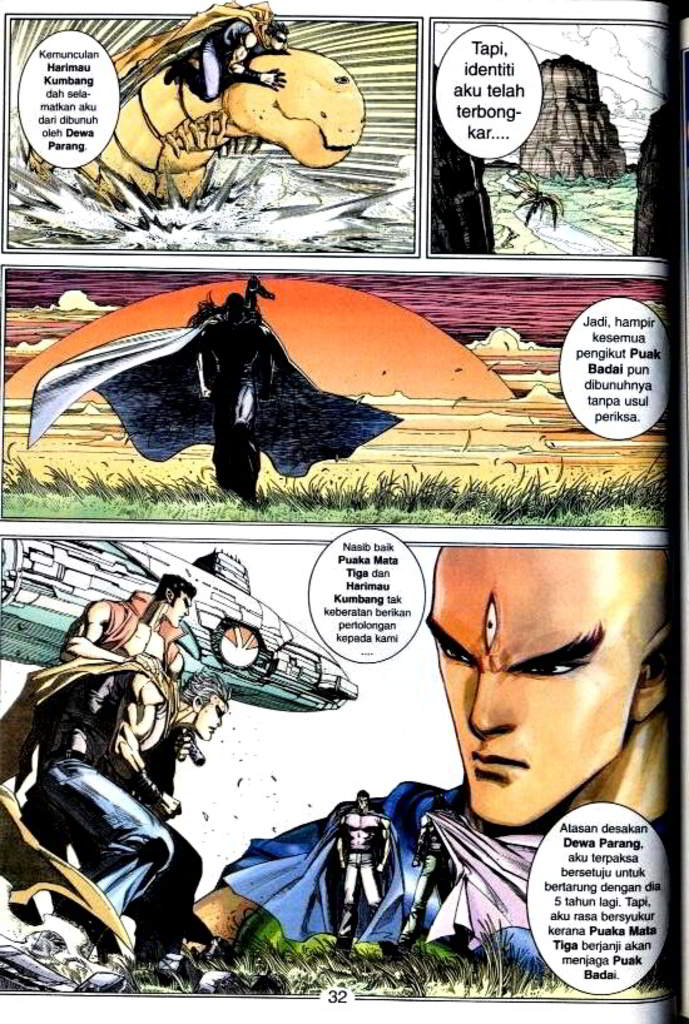 Kemunculan
Harimau
Kumbang
dah sela-
matkan aku
dari dibunuh
oleh Dewa
Parang.
Tapi,
identiti
aku telah
terbong-
kar....
Jadi, hampir
kesemua
pengikut Puak
Badai pun
dibunuhnya
tanpa usul
periksa.
Nasib baik
Puaka Mata
Tiga dan
Harimau
Kumbang tak
keberatan berikan
pertolongan
kepada kami
....
Atasan desakan
Dewa Parang,
aku terpaksa
bersetuju untuk
bertarung dengan dia
5 tahun lagi. Tapi,
aku rasa bersyukur
kerana Puaka Mata
Tiga berjanji akan
menjaga Puak
Badai.
32